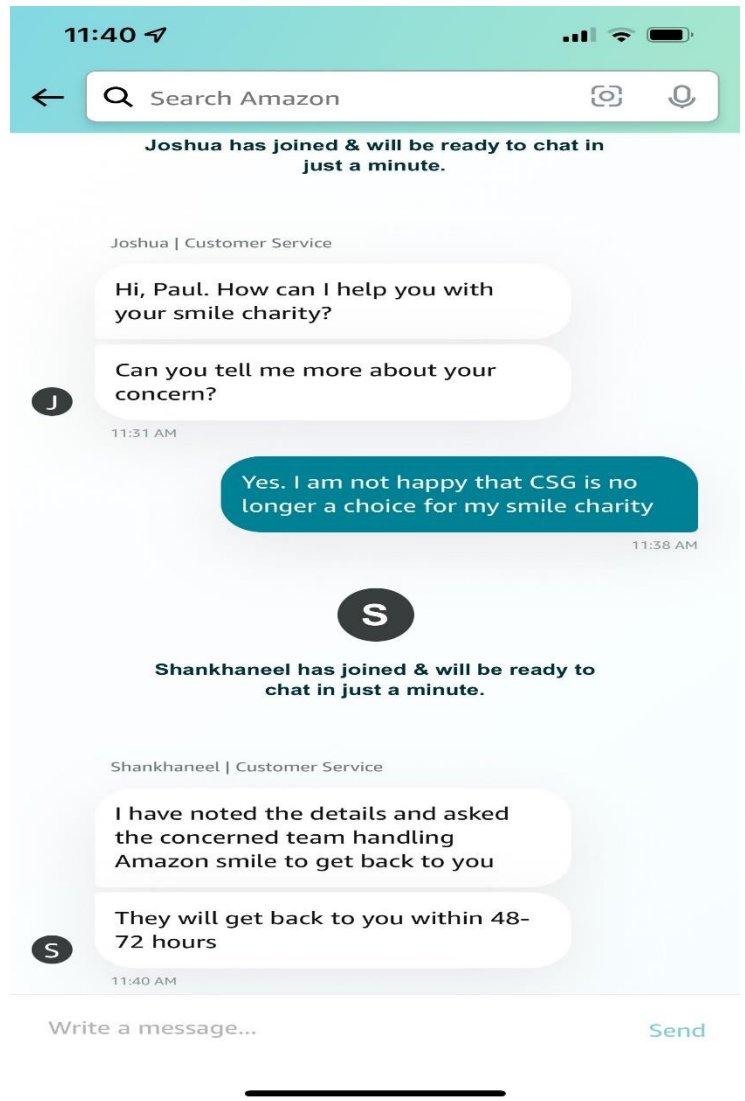 11:40
Search Amazon
Joshua has joined & will be ready to chat in
just a minute.
Joshua | Customer Service
Hi, Paul. How can I help you with
your smile charity?
Can you tell me more about your
concern?
J
11:31 AM
Yes. I am not happy that CSG is no
longer a choice for my smile charity
11:38 AM
S
Shankhaneel has joined & will be ready to
chat in just a minute.
Shankhaneel | Customer Service
I have noted the details and asked
the concerned team handling
Amazon smile to get back to you
They will get back to you within 48-
72 hours
S
11:40 AM
Write a message...
Send